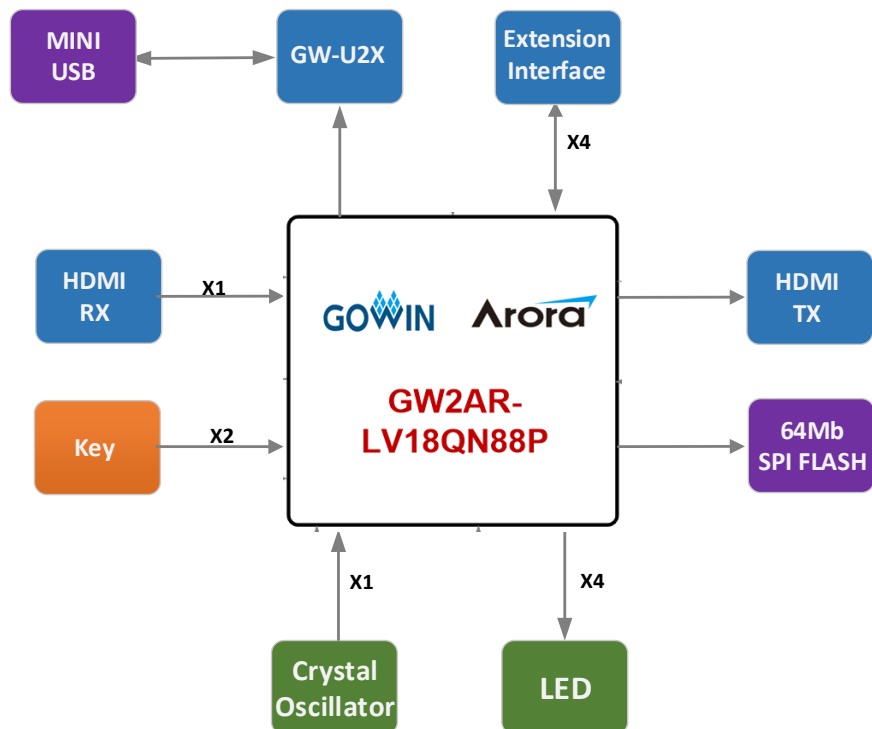 MINI
USB
GW-U2X
Extension
Interface
X4
HDMI
RX
X1
GOWIN
Arora
HDMI
TX
GW2AR-
LV18QN88P
Key
X2
64Mb
SPI FLASH
X1
X4
Crystal
Oscillator
LED